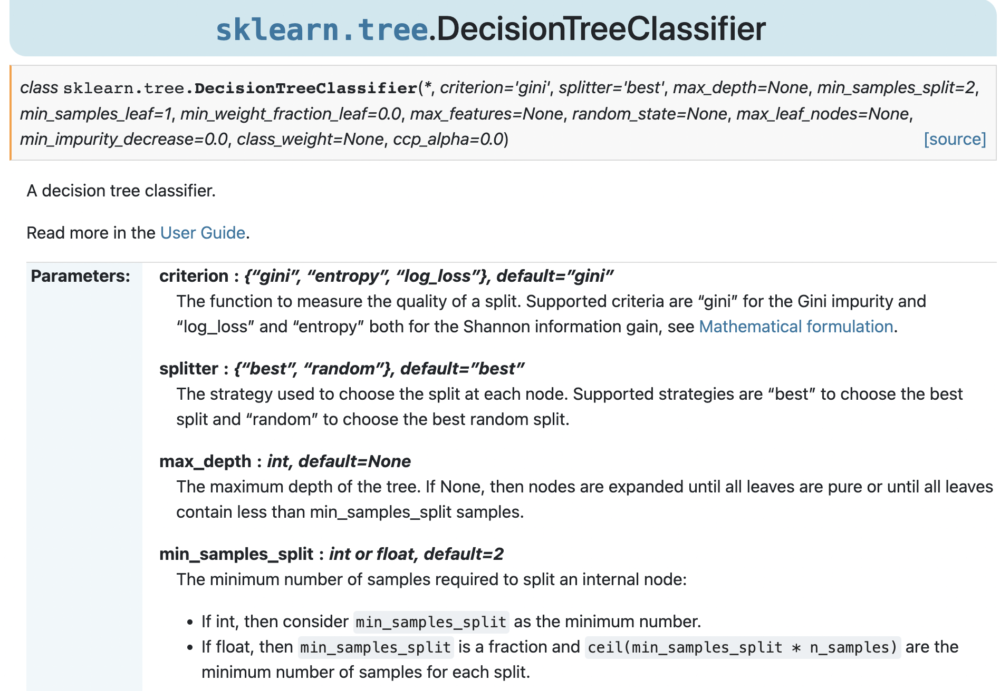 sklearn.tree.DecisionTreeClassifier
class sklearn.tree.DecisionTreeClassifier(*, criterion='gini', splitter='best', max_depth=None, min_samples_split=2,
min_samples_leaf=1, min_weight_fraction_leaf=0.0, max_features=None, random_state=None, max_leaf_nodes=None,
min_impurity_decrease=0.0, class_weight=None, ccp_alpha=0.0) [source]
A decision tree classifier.
Read more in the User Guide.
Parameters: criterion : {“gini”, “entropy”, “log_loss”}, default=”gini”
The function to measure the quality of a split. Supported criteria are “gini” for the Gini impurity and
“log_loss” and “entropy” both for the Shannon information gain, see Mathematical formulation.
splitter : {“best”, “random”}, default=”best”
The strategy used to choose the split at each node. Supported strategies are “best” to choose the best
split and “random” to choose the best random split.
max_depth : int, default=None
The maximum depth of the tree. If None, then nodes are expanded until all leaves are pure or until all leaves
contain less than min_samples_split samples.
min_samples_split : int or float, default=2
The minimum number of samples required to split an internal node:
• If int, then consider min_samples_split as the minimum number.
• If float, then min_samples_split is a fraction and ceil(min_samples_split * n_samples) are the
minimum number of samples for each split.